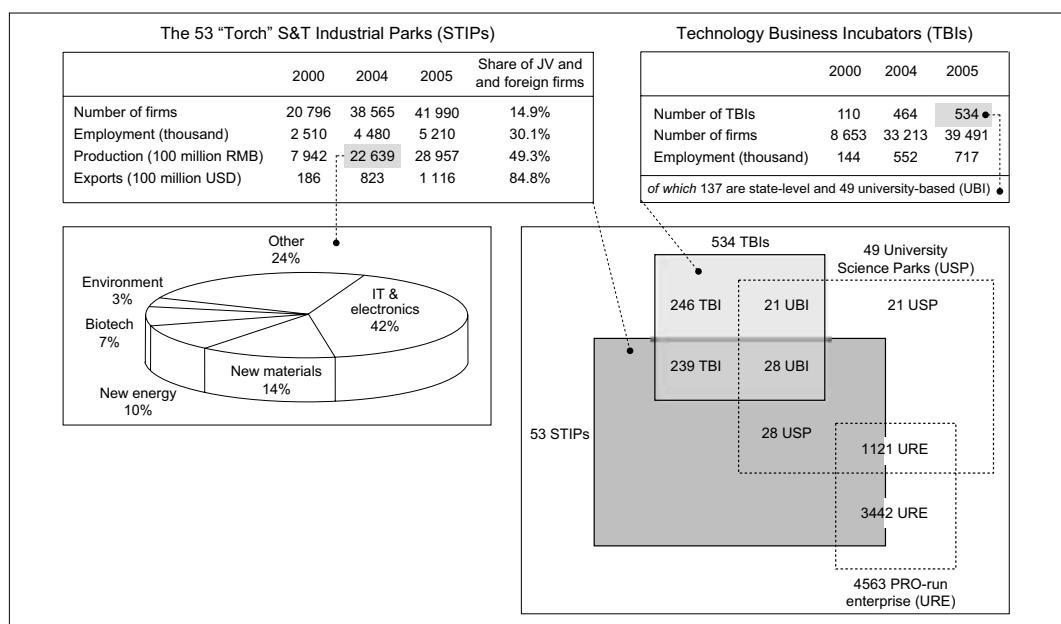 The 53 “Torch” S&T Industrial Parks (STIPs)
2000 2004 2005 Share of JV and
and foreign firms
Number of firms 20 796 38 565 41 990 14.9%
Employment (thousand) 2 510 4 480 5 210 30.1%
Production (100 million RMB) 7 942 22 639 28 957 49.3%
Exports (100 million USD) 186 823 1 116 84.8%
Technology Business Incubators (TBIs)
2000 2004 2005
Number of TBIs 110 464 534
Number of firms 8 653 33 213 39 491
Employment (thousand) 144 552 717
of which 137 are state-level and 49 university-based (UBI)
Other
24%
Environment
3%
Biotech
7%
New energy
10%
New materials
14%
IT &
electronics
42%
534 TBIs
49 University
Science Parks (USP)
246 TBI 21 UBI 21 USP
239 TBI 28 UBI
53 STIPs 28 USP
1121 URE
3442 URE
4563 PRO-run
enterprise (URE)